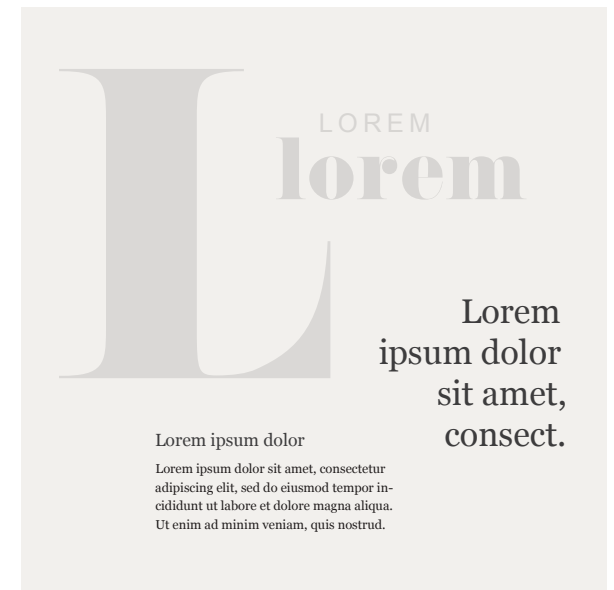 L
LOREM
lorem
Lorem
ipsum dolor
sit amet,
consect.
Lorem ipsum dolor
Lorem ipsum dolor sit amet, consectetur
adipiscing elit, sed do eiusmod tempor in-
cididunt ut labore et dolore magna aliqua.
Ut enim ad minim veniam, quis nostrud.